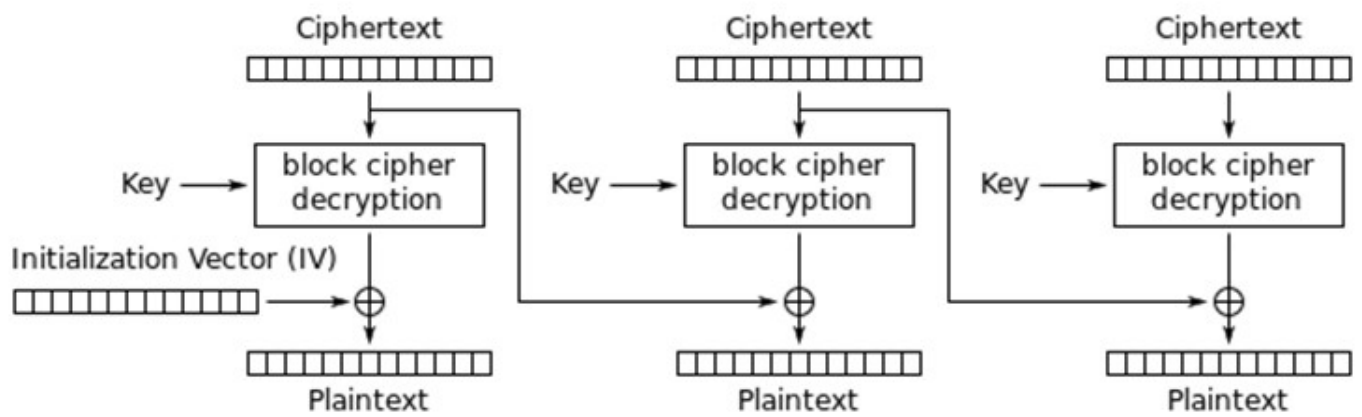 Ciphertext
Ciphertext
Ciphertext
Key
block cipher
decryption
Key
block cipher
decryption
Key
block cipher
decryption
Initialization Vector (IV)
Plaintext
Plaintext
Plaintext